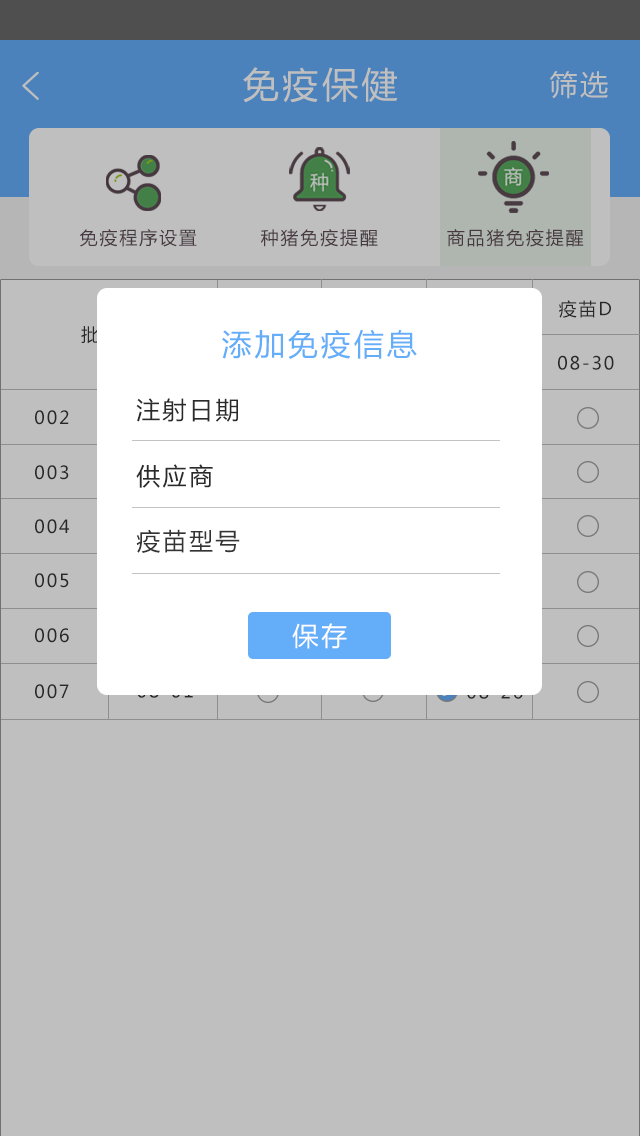 免疫保健
筛选
种
商
免疫程序设置
种猪免疫提醒
商品猪免疫提醒
疫苗D
批
08-30
添加免疫信息
注射日期
供应商
疫苗型号
保存
002
003
004
005
006
007